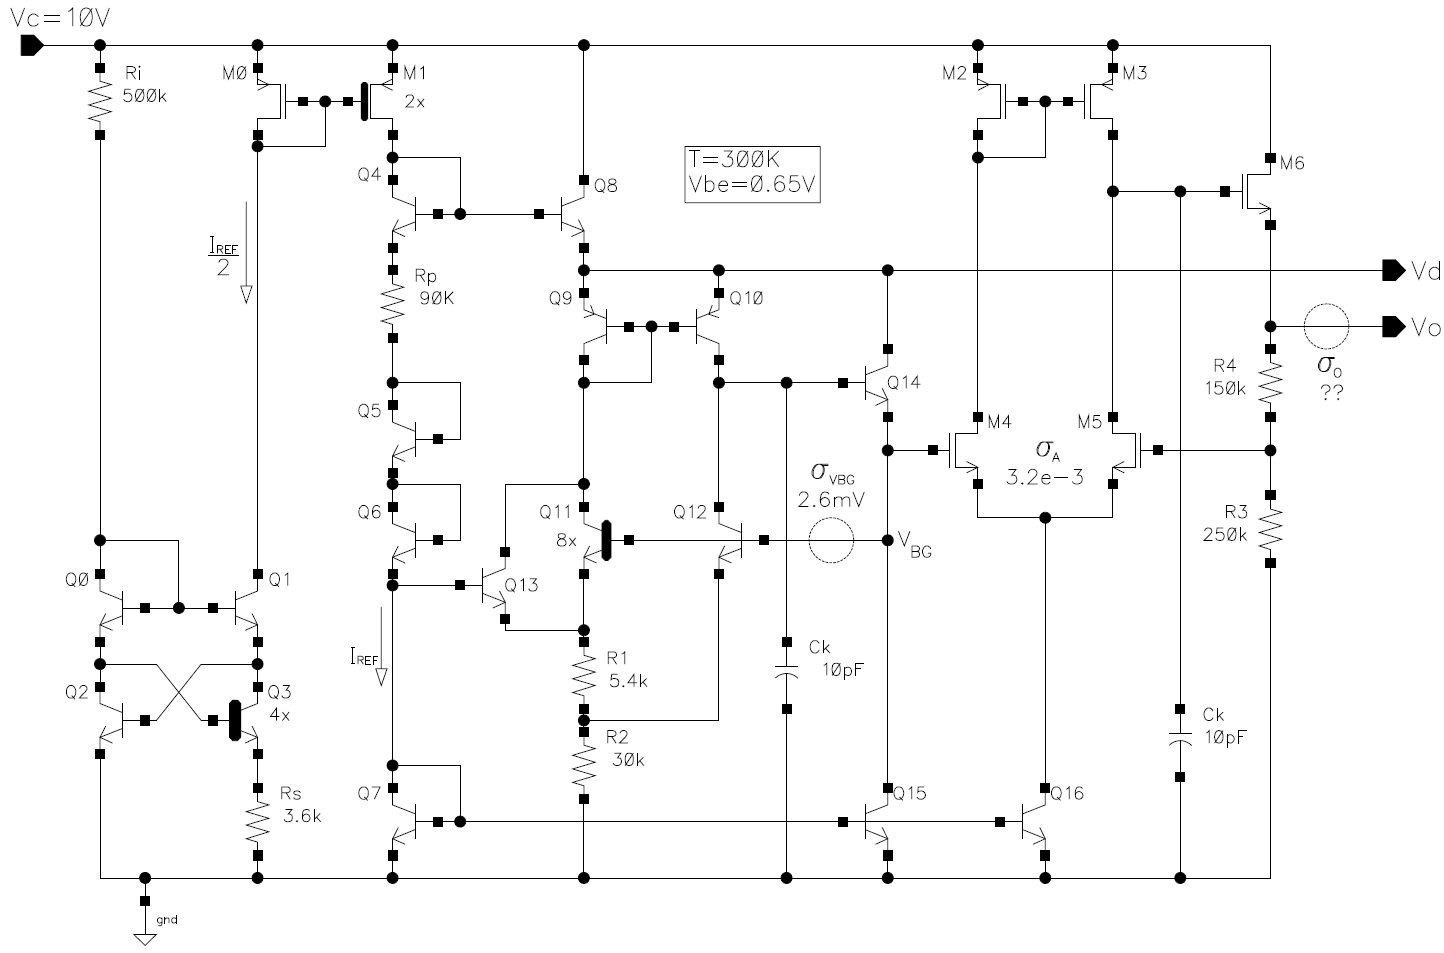 Vc=10V
Ri
500k
M0
M1
2x
M2
M3
Q4
Q8
T=300K
Vbe=0.65V
M6
IREF
2
Rp
90K
Q9
Q10
Vd
Vo
σO
??
Q5
Q14
R4
150k
M4
M5
σA
3.2e-3
σVBG
2.6mV
Q6
Q11
8x
Q12
VBG
R3
250k
Q0
Q1
Q13
IREF
R1
5.4k
Ck
10pF
Q2
Q3
4x
R2
30k
Ck
10pF
Rs
3.6k
Q7
Q15
Q16
gnd